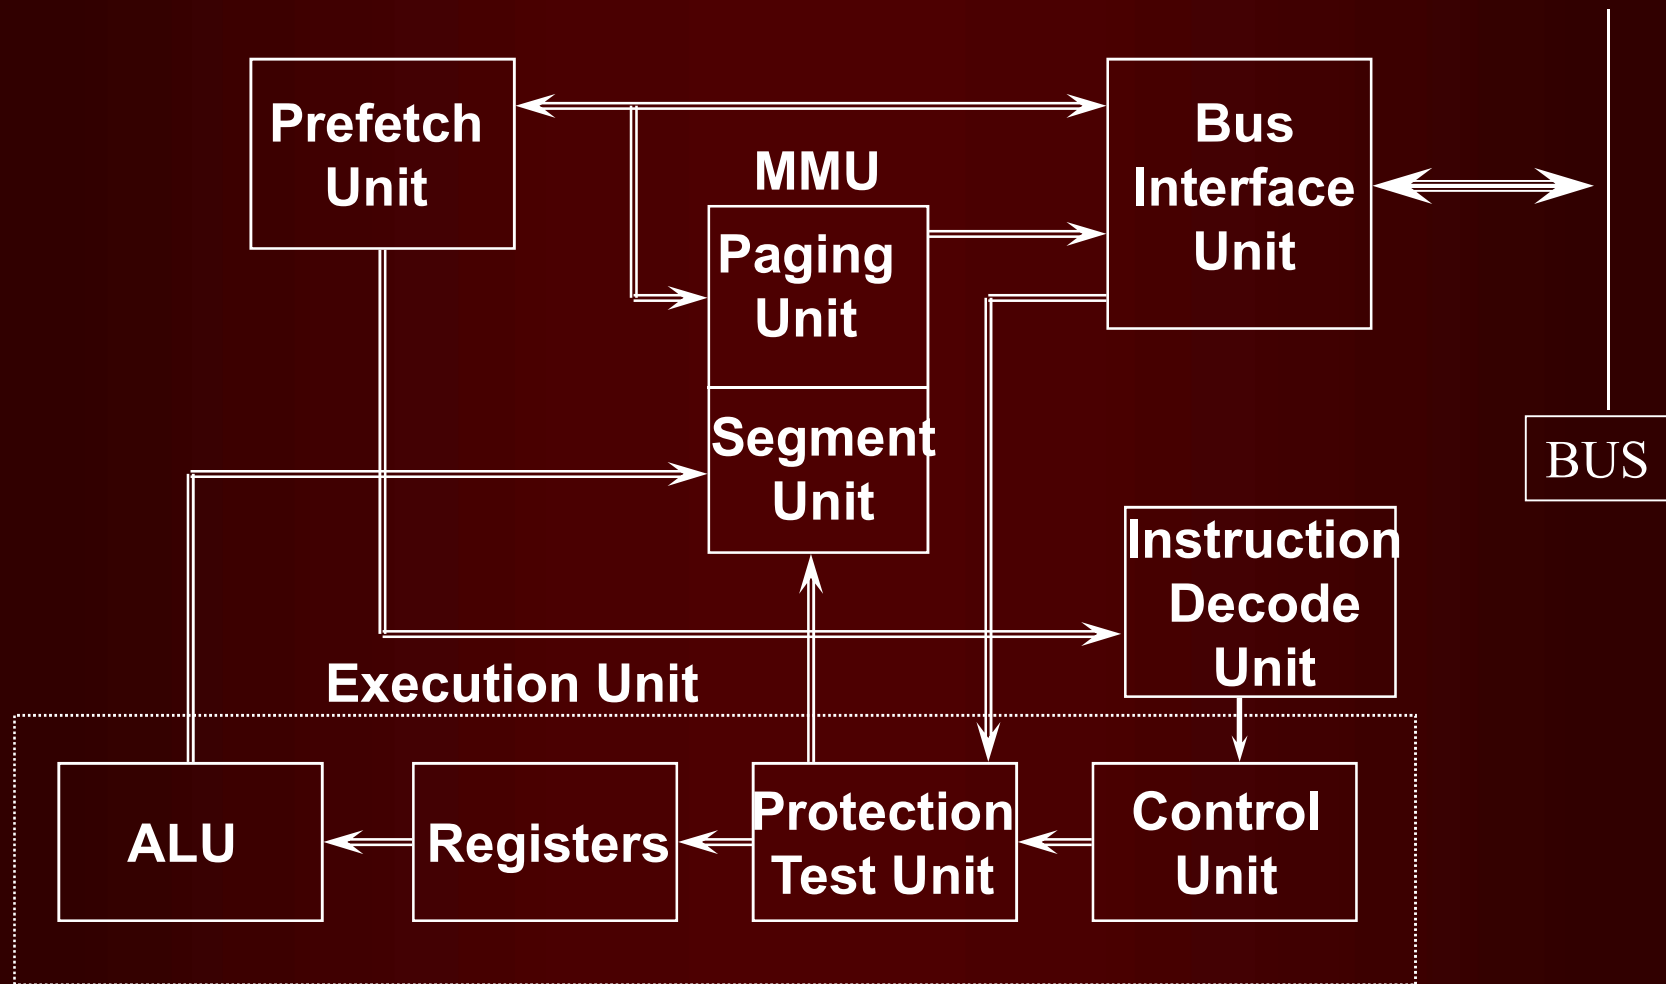 Prefetch
Unit
Bus
Interface
Unit
MMU
Paging
Unit
Segment
Unit
BUS
Instruction
Decode
Unit
Execution Unit
ALU
Registers
Protection
Test Unit
Control
Unit